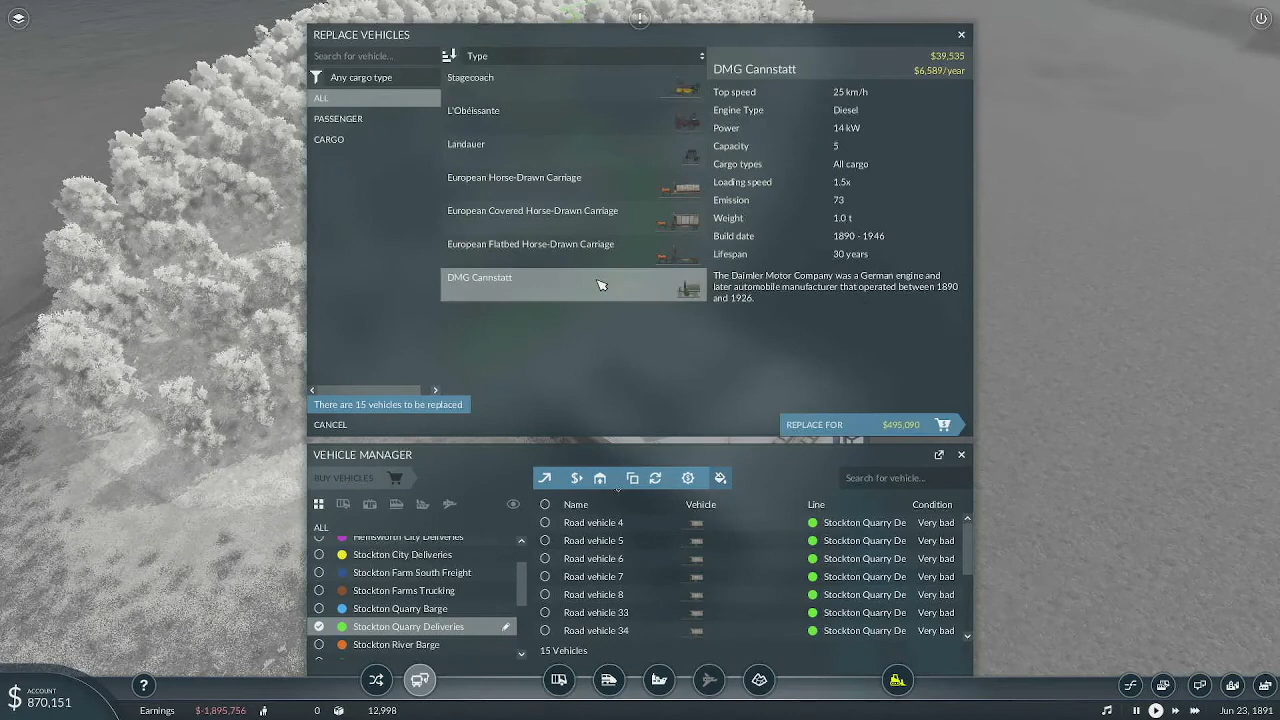 REPLACE VEHICLES
Search for vehicle...
Type
Any cargo type
ALL
PASSENGER
CARGO
Stagecoach
L'Obéissante
Landauer
European Horse-Drawn Carriage
European Covered Horse-Drawn Carriage
European Flatbed Horse-Drawn Carriage
DMG Cannstatt
$39,535
DMG Cannstatt
$6,589/year
Top speed 25 km/h
Engine Type Diesel
Power 14 kW
Capacity 5
Cargo types All cargo
Loading speed 1.5x
Emission 73
Weight 1.0 t
Build date 1890 - 1946
Lifespan 30 years
The Daimler Motor Company was a German engine and
later automobile manufacturer that operated between 1890
and 1926.
There are 15 vehicles to be replaced
CANCEL
REPLACE FOR $495,090
VEHICLE MANAGER
BUY VEHICLES
Search for vehicle...
ALL
Hemsworth City Deliveries
Stockton City Deliveries
Stockton Farm South Freight
Stockton Farms Trucking
Stockton Quarry Barge
Stockton Quarry Deliveries
Stockton River Barge
Name Vehicle Line Condition
Road vehicle 4 Stockton Quarry De Very bad
Road vehicle 5 Stockton Quarry De Very bad
Road vehicle 6 Stockton Quarry De Very bad
Road vehicle 7 Stockton Quarry De Very bad
Road vehicle 8 Stockton Quarry De Very bad
Road vehicle 33 Stockton Quarry De Very bad
Road vehicle 34 Stockton Quarry De Very bad
15 Vehicles
$ ACCOUNT
870,151
?
Earnings $-1,895,756 0 12,998
Jun 23, 1891